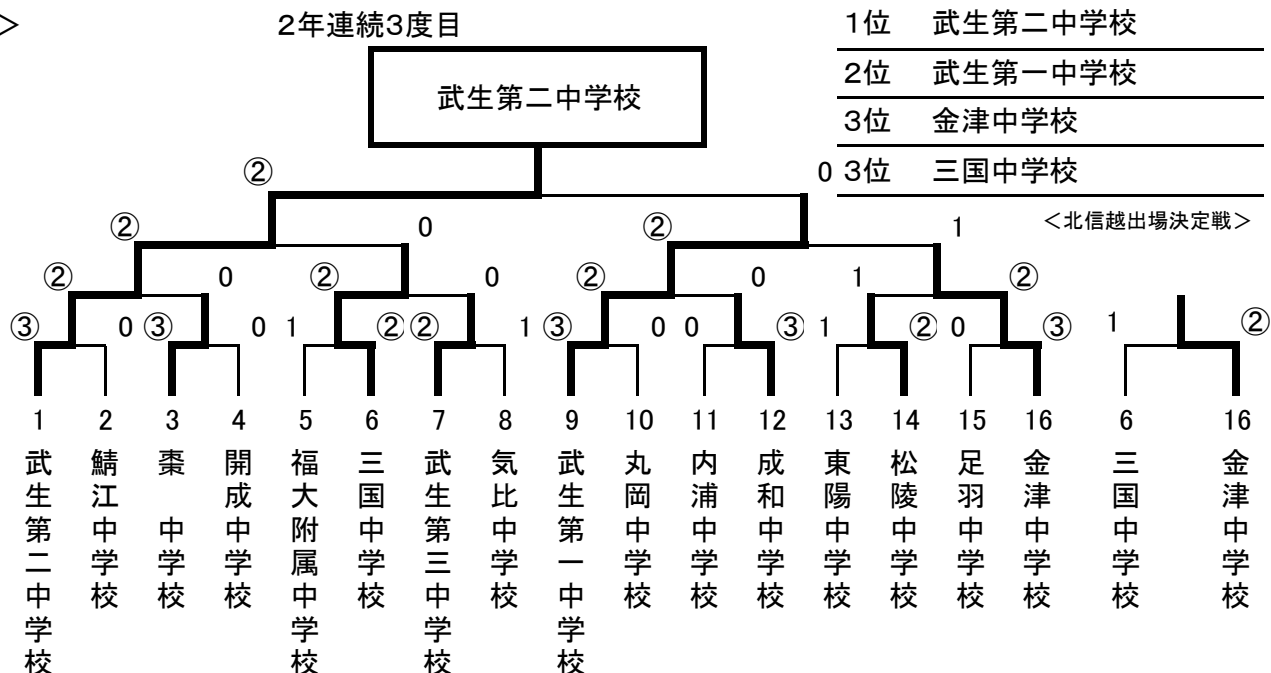 >
2年連続3度目
武生第二中学校
1位 武生第二中学校
2位 武生第一中学校
3位 金津中学校
3位 三国中学校
<北信越出場決定戦>
② 0
② 0 ② 1
② 0 ② 0 ② 0 1 ②
③ 0 ③ 0 1 ② ② 1 ③ 0 0 ③ 1 ② 0 ③ 1 ②
1 2 3 4 5 6 7 8 9 10 11 12 13 14 15 16 6 16
武生第二中学校
鯖江中学校
棗 中学校
開成中学校
福大附属中学校
三国中学校
武生第三中学校
気比中学校
武生第一中学校
丸岡中学校
内浦中学校
成和中学校
東陽中学校
松陵中学校
足羽中学校
金津中学校
三国中学校
金津中学校